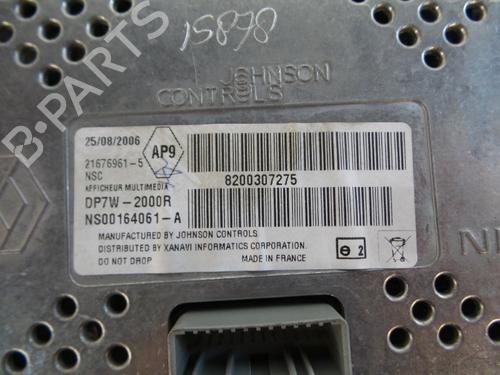 15878
JOHNSON
CONTROLS
25/08/2006
AP9
21676961-5
NSC
AFFICHEUR MULTIMEDIA
DP7W-2000R
NS00164061-A
8200307275
MANUFACTURED BY JOHNSON CONTROLS
DISTRIBUTED BY XANAVI INFORMATICS CORPORATION.
DO NOT DROP
MADE IN FRANCE
2